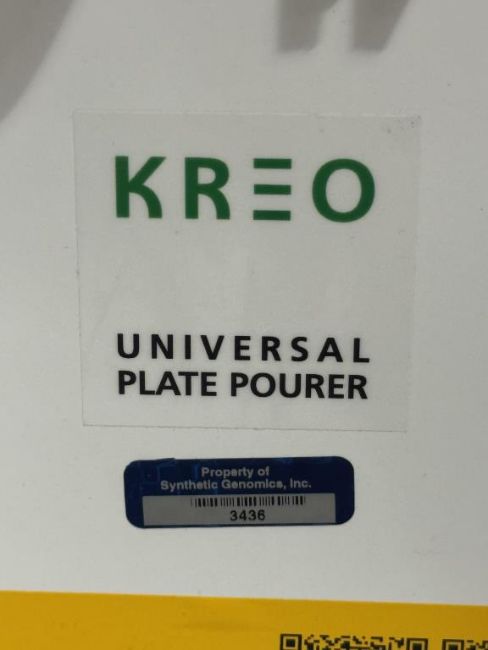 KREO
UNIVERSAL
PLATE POURER
Property of
Synthetic Genomics, Inc.
3436